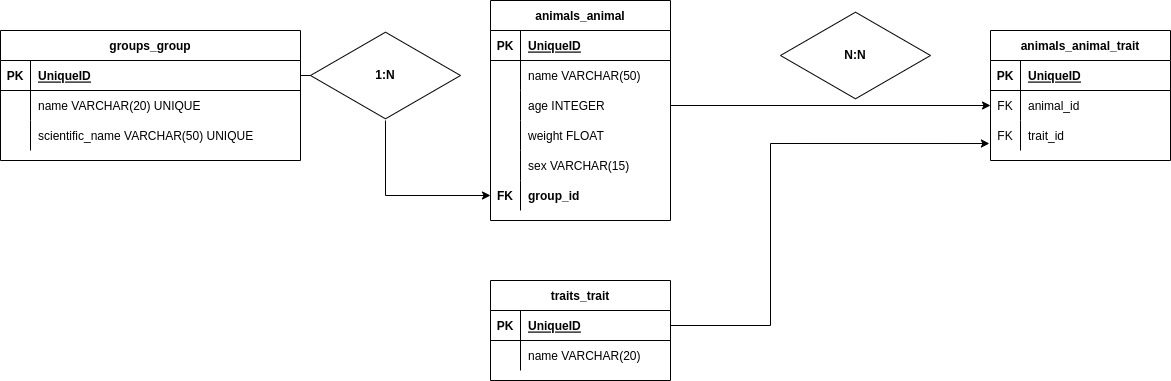 groups_group
PK UniqueID
name VARCHAR(20) UNIQUE
scientific_name VARCHAR(50) UNIQUE
1:N
animals_animal
PK UniqueID
name VARCHAR(50)
age INTEGER
weight FLOAT
sex VARCHAR(15)
FK group_id
N:N
animals_animal_trait
PK UniqueID
FK animal_id
FK trait_id
traits_trait
PK UniqueID
name VARCHAR(20)